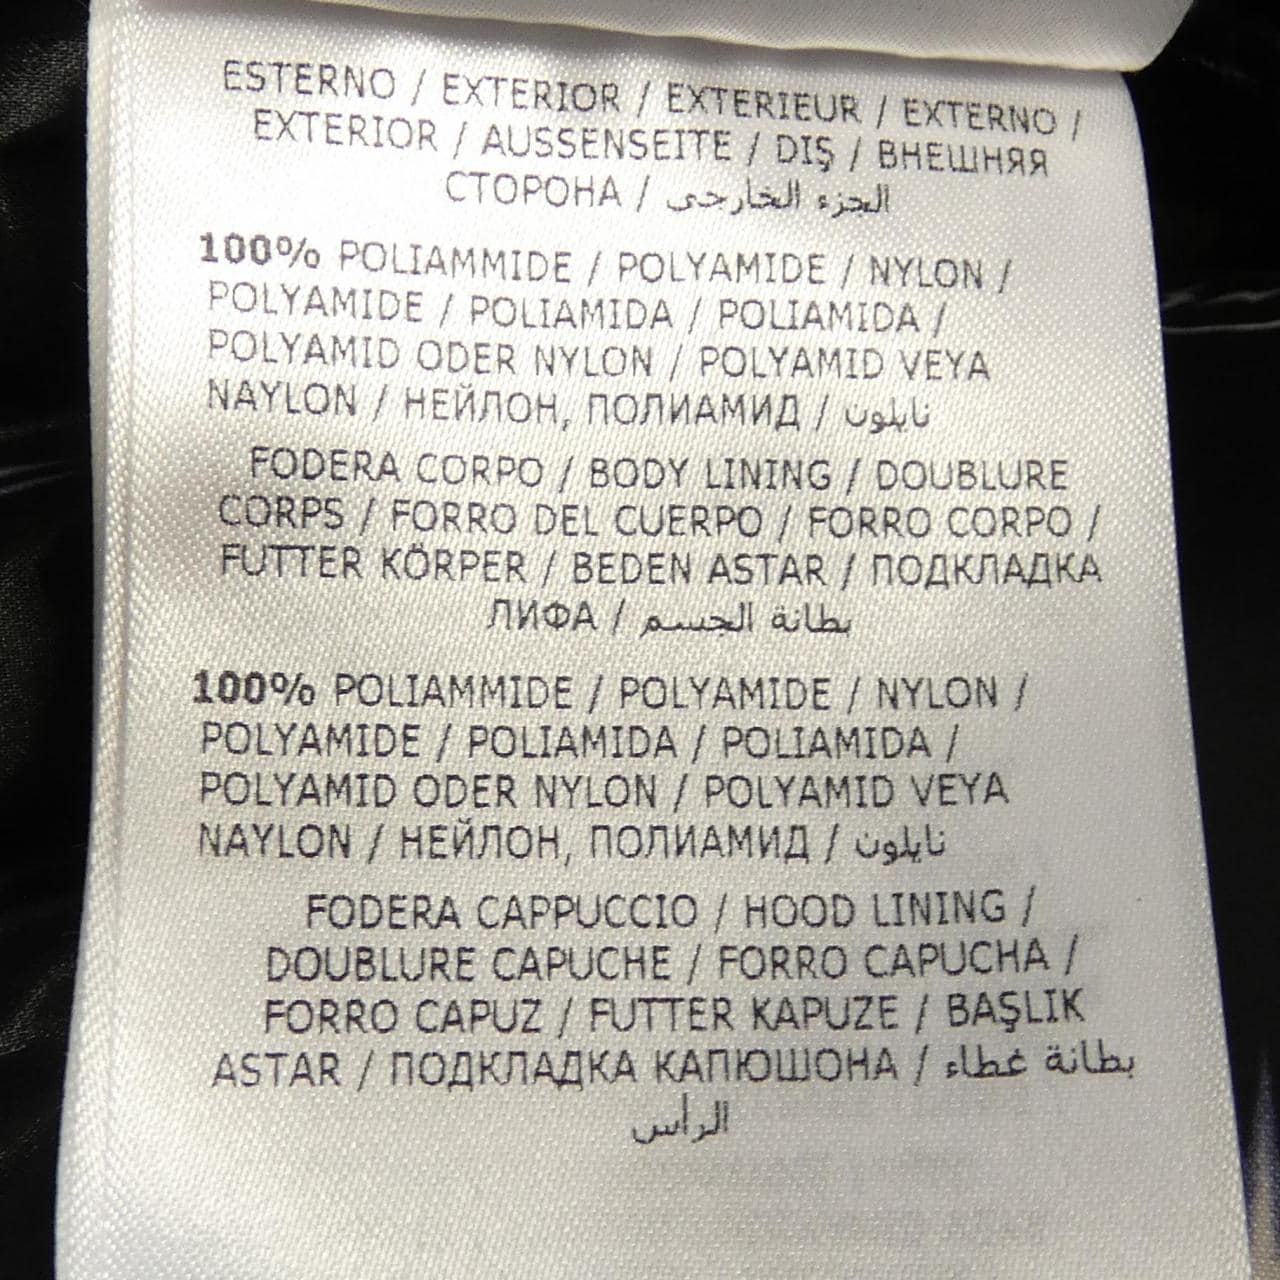 ESTERNO / EXTERIOR / EXTERIEUR / EXTERNO /
EXTERIOR / AUSSENSEITE / DIŞ / ВНЕШНЯЯ
СТОРОНА / الجزء الخارجى
100% POLIAMMIDE / POLYAMIDE / NYLON /
POLYAMIDE / POLIAMIDA / POLIAMIDA /
POLYAMID ODER NYLON / POLYAMID VEYA
NAYLON / НЕЙЛОН, ПОЛИАМИД / نايلون
FODERA CORPO / BODY LINING / DOUBLURE
CORPS / FORRO DEL CUERPO / FORRO CORPO /
FUTTER KÖRPER / BEDEN ASTAR / ПОДКЛАДКА
ЛИФА / بطانة الجسم
100% POLIAMMIDE / POLYAMIDE / NYLON /
POLYAMIDE / POLIAMIDA / POLIAMIDA /
POLYAMID ODER NYLON / POLYAMID VEYA
NAYLON / НЕЙЛОН, ПОЛИАМИД / نايلون
FODERA CAPPUCCIO / HOOD LINING /
DOUBLURE CAPUCHE / FORRO CAPUCHA /
FORRO CAPUZ / FUTTER KAPUZE / BAŞLIK
ASTAR / ПОДКЛАДКА КАПЮШОНА / بطانة غطاء
الرأس